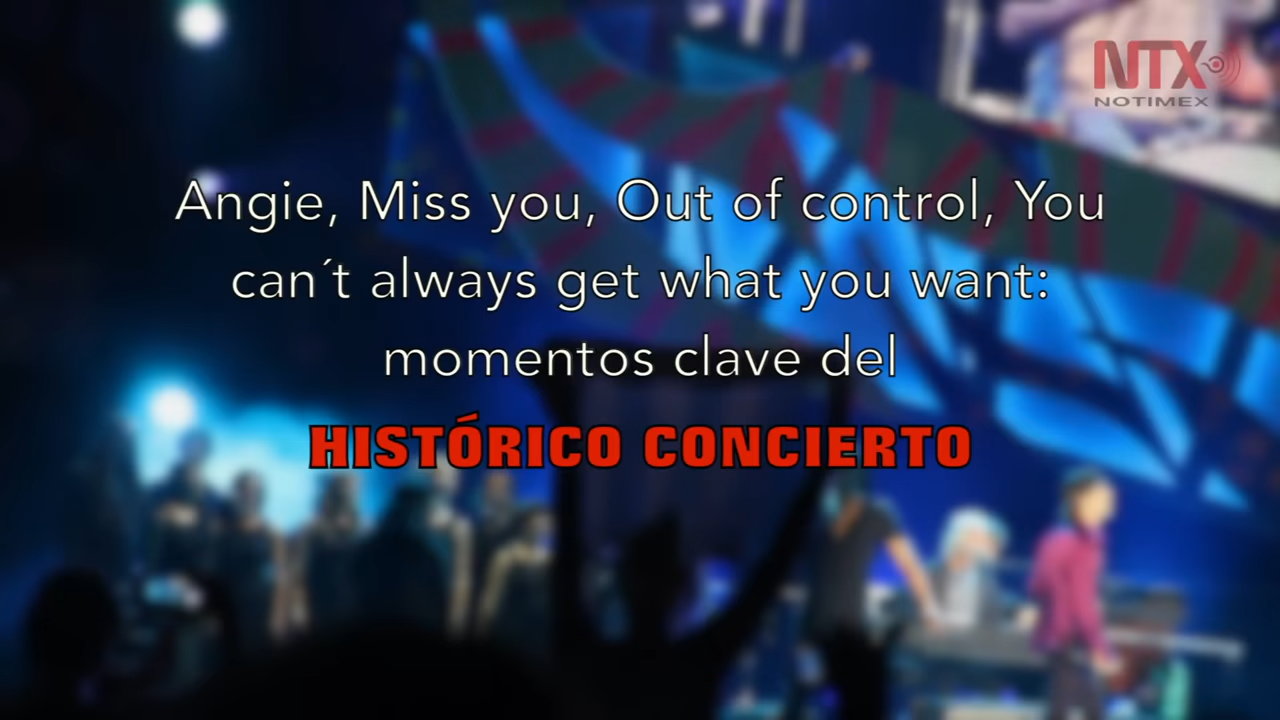 NTX
NOTIMEX
Angie, Miss you, Out of control, You
can´t always get what you want:
momentos clave del
HISTÓRICO CONCIERTO